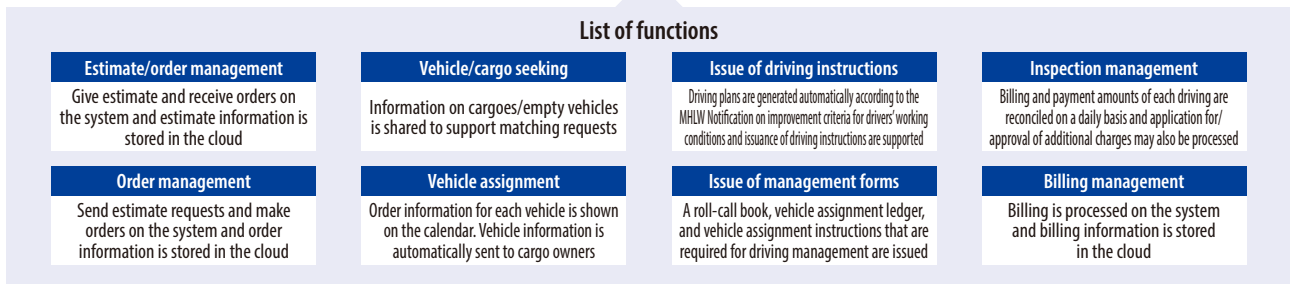 List of functions
Estimate/order management
Give estimate and receive orders on
the system and estimate information is
stored in the cloud
Vehicle/cargo seeking
Information on cargoes/empty vehicles
is shared to support matching requests
Issue of driving instructions
Driving plans are generated automatically according to the
MHLW Notification on improvement criteria for drivers' working
conditions and issuance of driving instructions are supported
Inspection management
Billing and payment amounts of each driving are
reconciled on a daily basis and application for/
approval of additional charges may also be processed
Order management
Send estimate requests and make
orders on the system and order
information is stored in the cloud
Vehicle assignment
Order information for each vehicle is shown
on the calendar. Vehicle information is
automatically sent to cargo owners
Issue of management forms
A roll-call book, vehicle assignment ledger,
and vehicle assignment instructions that are
required for driving management are issued
Billing management
Billing is processed on the system
and billing information is stored
in the cloud